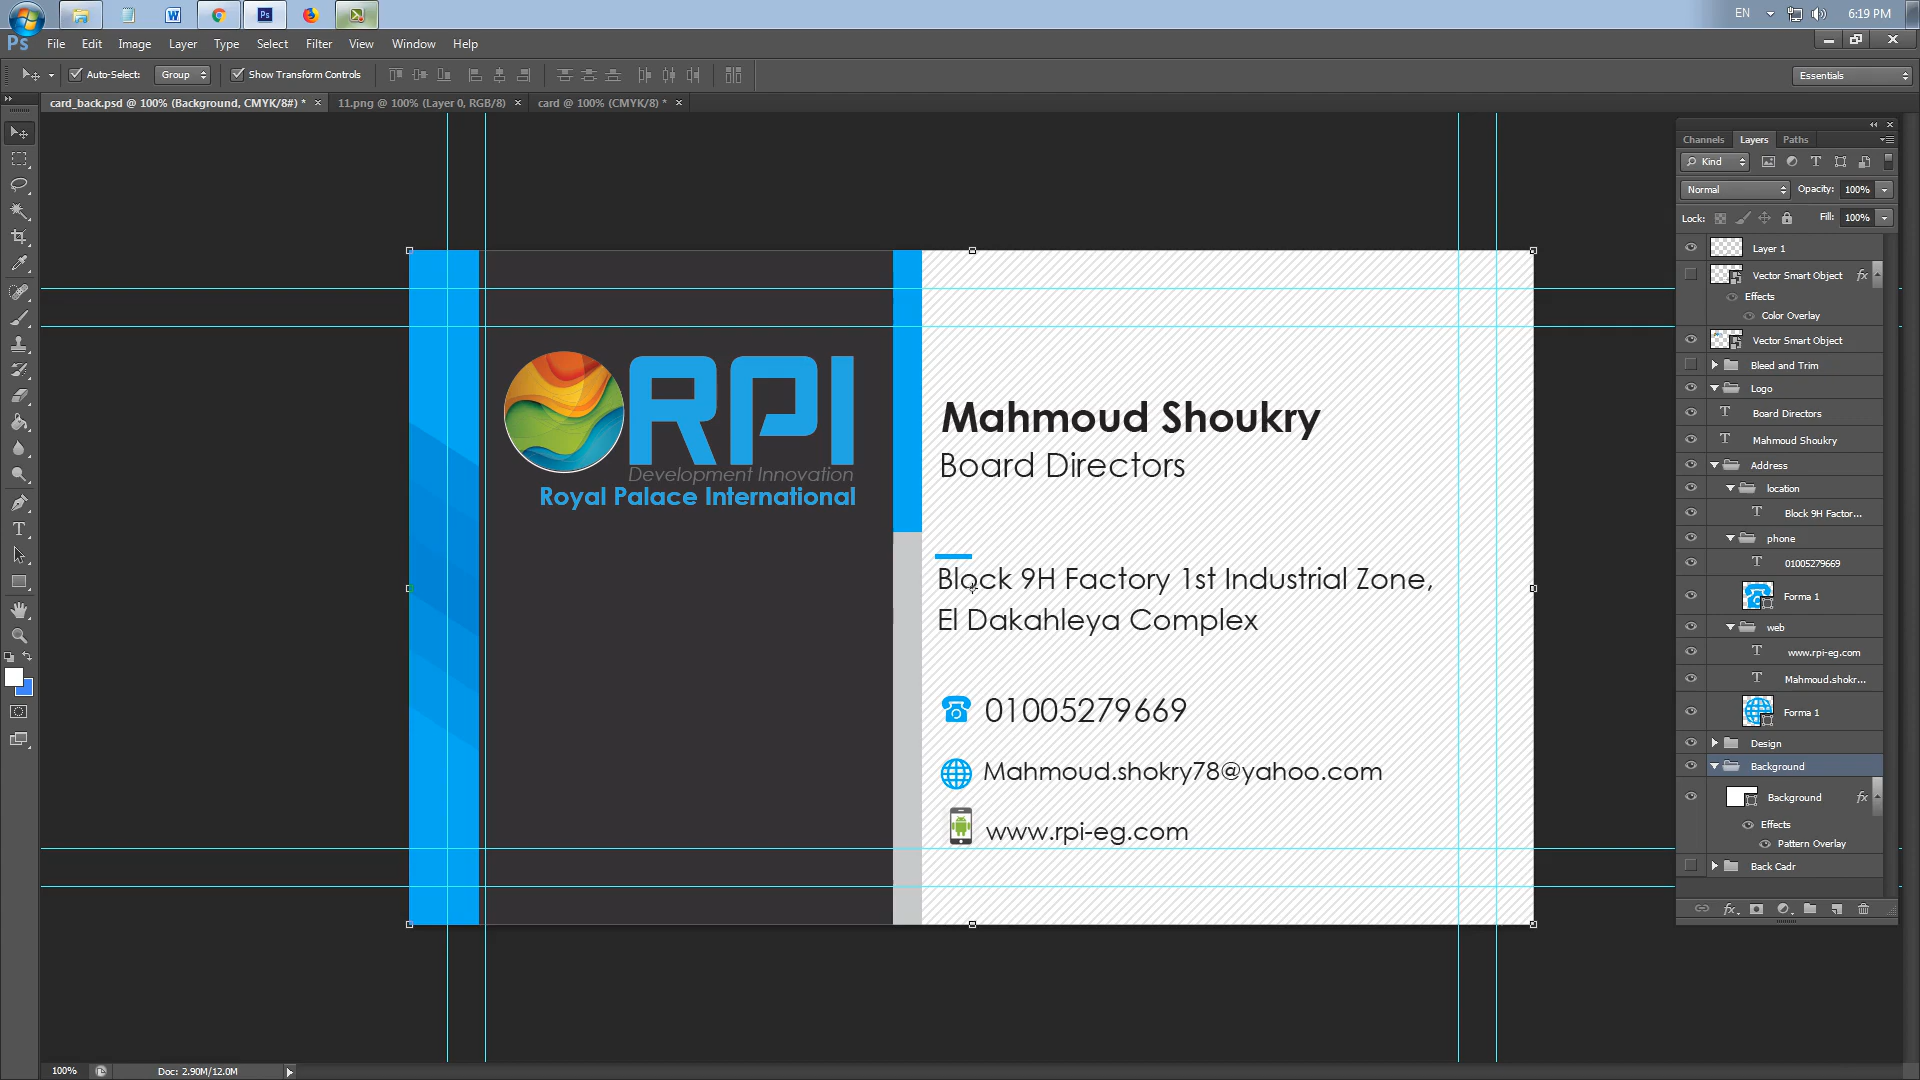 EN
6:19 PM
Ps
File Edit Image Layer Type Select Filter View Window Help
Auto-Select: Group Show Transform Controls
Essentials
card_back.psd @ 100% (Background, CMYK/8#) * × 11.png @ 100% (Layer 0, RGB/8) × card @ 100% (CMYK/8) * ×
RPI
Development Innovation
Royal Palace International
Mahmoud Shoukry
Board Directors
Block 9H Factory 1st Industrial Zone,
El Dakahleya Complex
01005279669
Mahmoud.shokry78@yahoo.com
www.rpi-eg.com
Channels Layers Paths
Kind
Normal Opacity: 100%
Lock: Fill: 100%
Layer 1
Vector Smart Object fx
Effects
Color Overlay
Vector Smart Object
Bleed and Trim
Logo
T Board Directors
T Mahmoud Shoukry
Address
location
T Block 9H Factor...
phone
T 01005279669
Forma 1
web
T www.rpi-eg.com
T Mahmoud.shokr...
Forma 1
Design
Background
Background fx
Effects
Pattern Overlay
Back Cadr
fx
100% Doc: 2.90M/12.0M